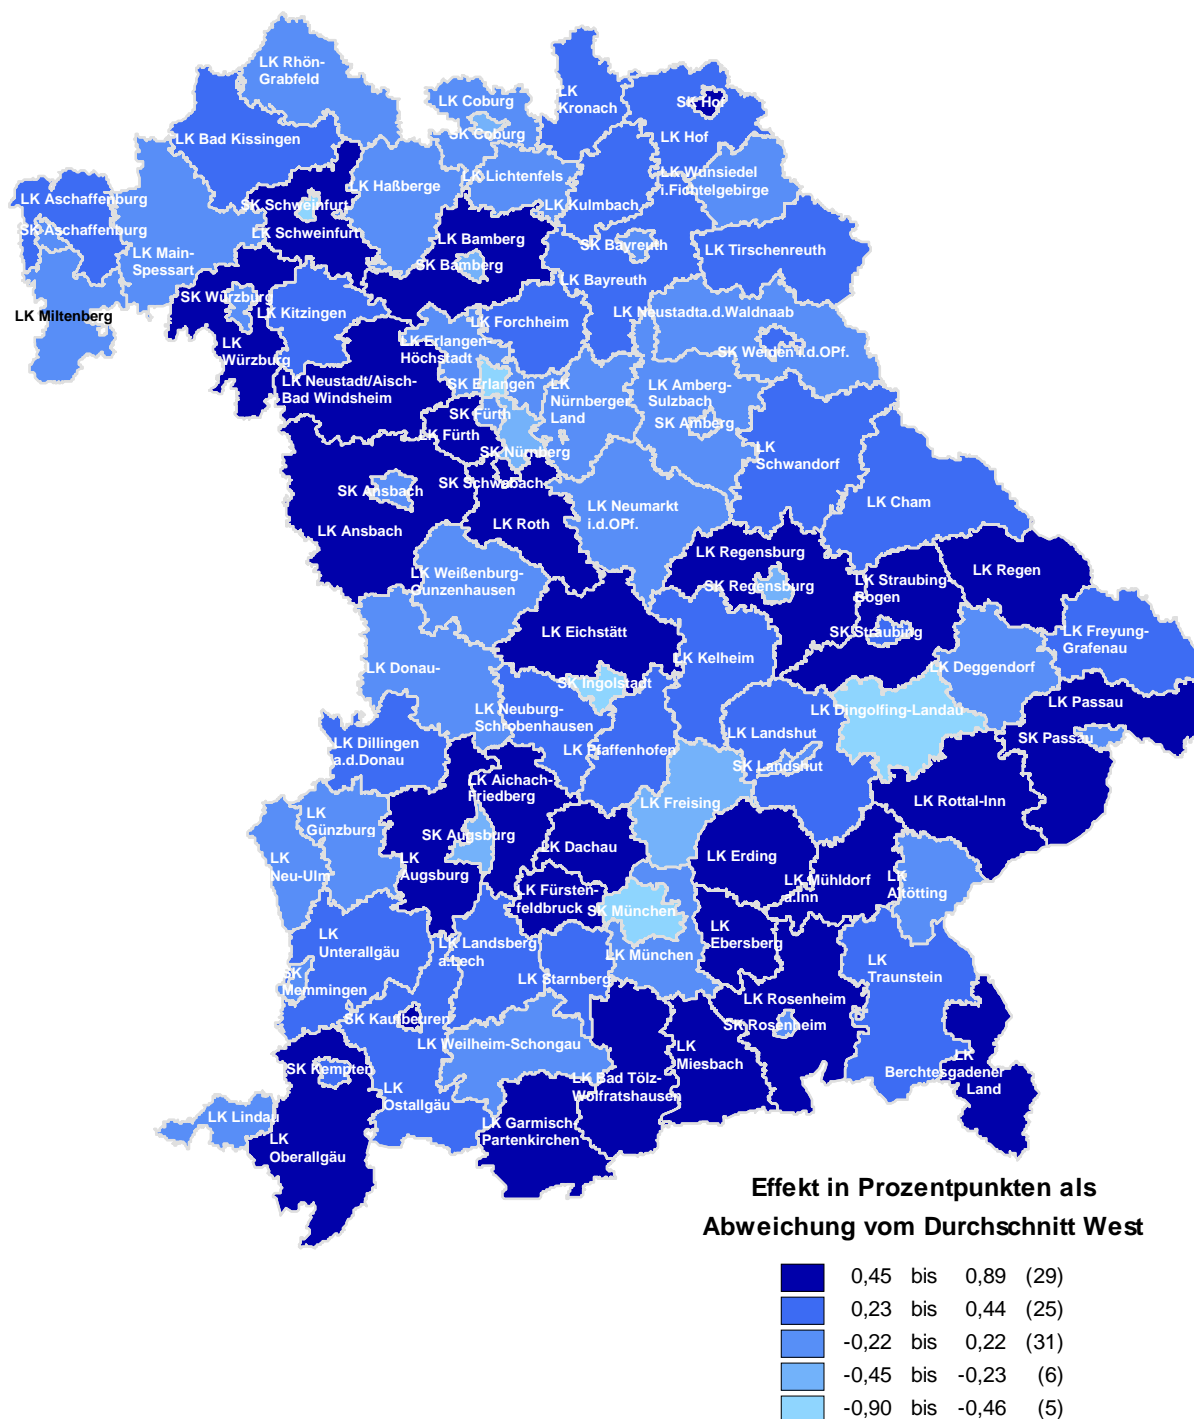 LK Rhön-
Grabfeld
LK Coburg
LK
Kronach
SK Hof
SK Coburg
LK Hof
LK Bad Kissingen
LK Wunsiedel
i.Fichtelgebirge
LK Lichtenfels
LK Haßberge
LK Aschaffenburg
SK Schweinfurt
LK Kulmbach
SK Aschaffenburg
LK Schweinfurt
LK Bamberg
SK Bayreuth
LK Tirschenreuth
LK Main-
Spessart
SK Bamberg
LK Bayreuth
SK Würzburg
LK Miltenberg
LK Kitzingen
LK Forchheim
LK Neustadta.d.Waldnaab
LK
Würzburg
LK Erlangen-
Höchstadt
SK Weiden i.d.OPf.
LK Neustadt/Aisch-
Bad Windsheim
SK Erlangen
LK
Nürnberger
Land
LK Amberg-
Sulzbach
SK Fürth
SK Amberg
LK Fürth
SK Nürnberg
LK
Schwandorf
SK Ansbach
SK Schwabach
LK Cham
LK Ansbach
LK Roth
LK Neumarkt
i.d.OPf.
LK Regensburg
LK Weißenburg-
Gunzenhausen
SK Regensburg
LK Straubing-
Bogen
LK Regen
LK Eichstätt
SK Straubing
LK Freyung-
Grafenau
LK Kelheim
LK Donau-
SK Ingolstadt
LK Deggendorf
LK Neuburg-
Schrobenhausen
LK Dingolfing-Landau
LK Passau
LK Dillingen
a.d.Donau
LK Pfaffenhofen
LK Landshut
SK Passau
SK Landshut
LK Aichach-
Friedberg
LK Freising
LK Rottal-Inn
LK
Günzburg
SK Augsburg
LK Dachau
LK Erding
LK
Neu-Ulm
LK
Augsburg
LK Mühldorf
a.Inn
LK
Altötting
LK Fürsten-
feldbruck
SK München
LK
Ebersberg
LK
Unterallgäu
LK Landsberg
a.Lech
LK München
LK
Traunstein
SK
Memmingen
LK Starnberg
LK Rosenheim
SK Kaufbeuren
SK Rosenheim
LK Weilheim-Schongau
LK
Miesbach
LK
Berchtesgadener
Land
SK Kempten
LK Bad Tölz-
Wolfratshausen
LK
Ostallgäu
LK Lindau
LK Garmisch-
Partenkirchen
LK
Oberallgäu
Effekt in Prozentpunkten als
Abweichung vom Durchschnitt West
0,45 bis 0,89 (29)
0,23 bis 0,44 (25)
-0,22 bis 0,22 (31)
-0,45 bis -0,23 (6)
-0,90 bis -0,46 (5)